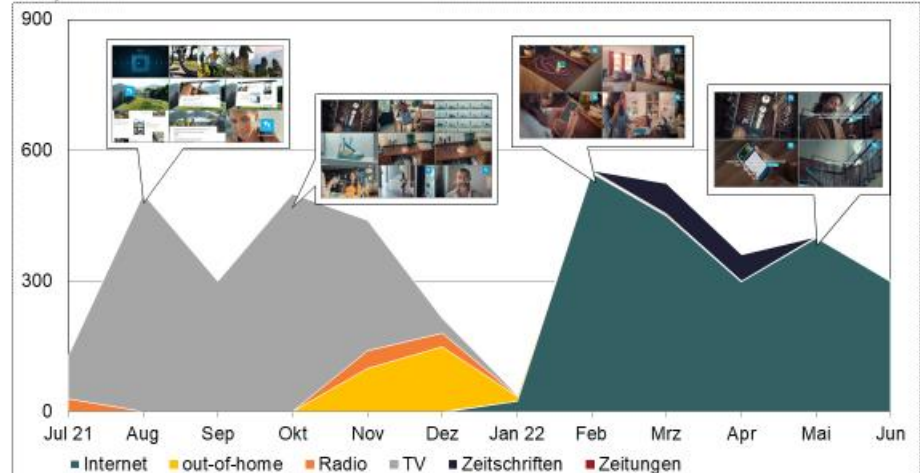 900
600
300
0
Jul 21 Aug Sep Okt Nov Dez Jan 22 Feb Mrz Apr Mai Jun
Internet out-of-home Radio TV Zeitschriften Zeitungen